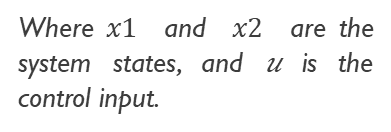 Where x1 and x2 are the
system states, and u is the
control input.